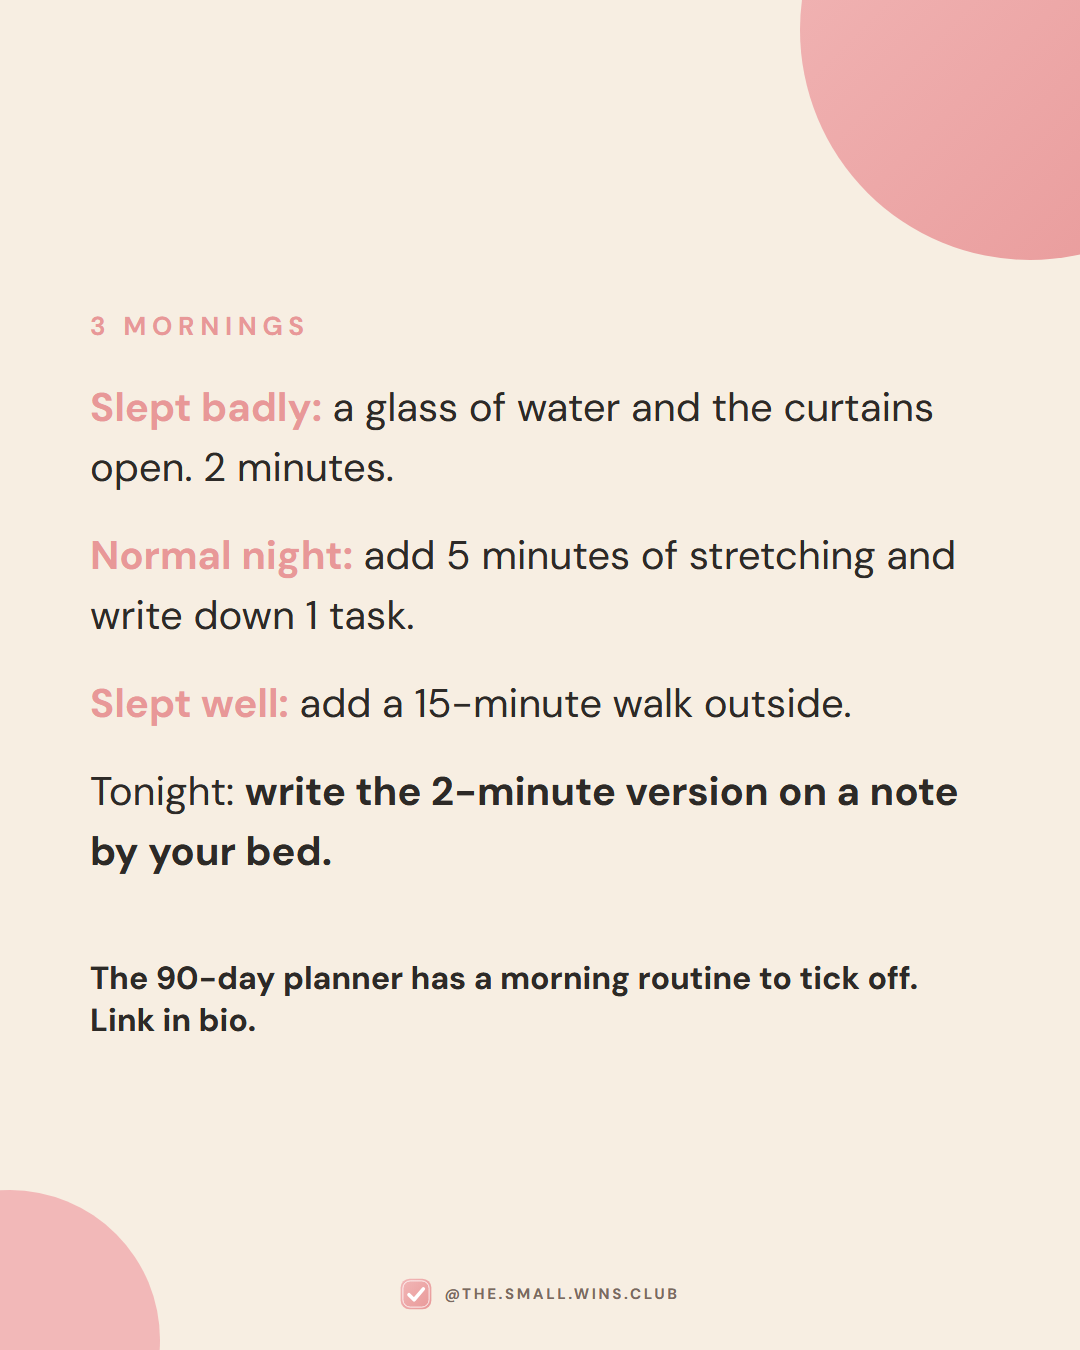 3 MORNINGS
Slept badly: a glass of water and the curtains
open. 2 minutes.
Normal night: add 5 minutes of stretching and
write down 1 task.
Slept well: add a 15-minute walk outside.
Tonight: write the 2-minute version on a note
by your bed.
The 90-day planner has a morning routine to tick off.
Link in bio.
@THE.SMALL.WINS.CLUB